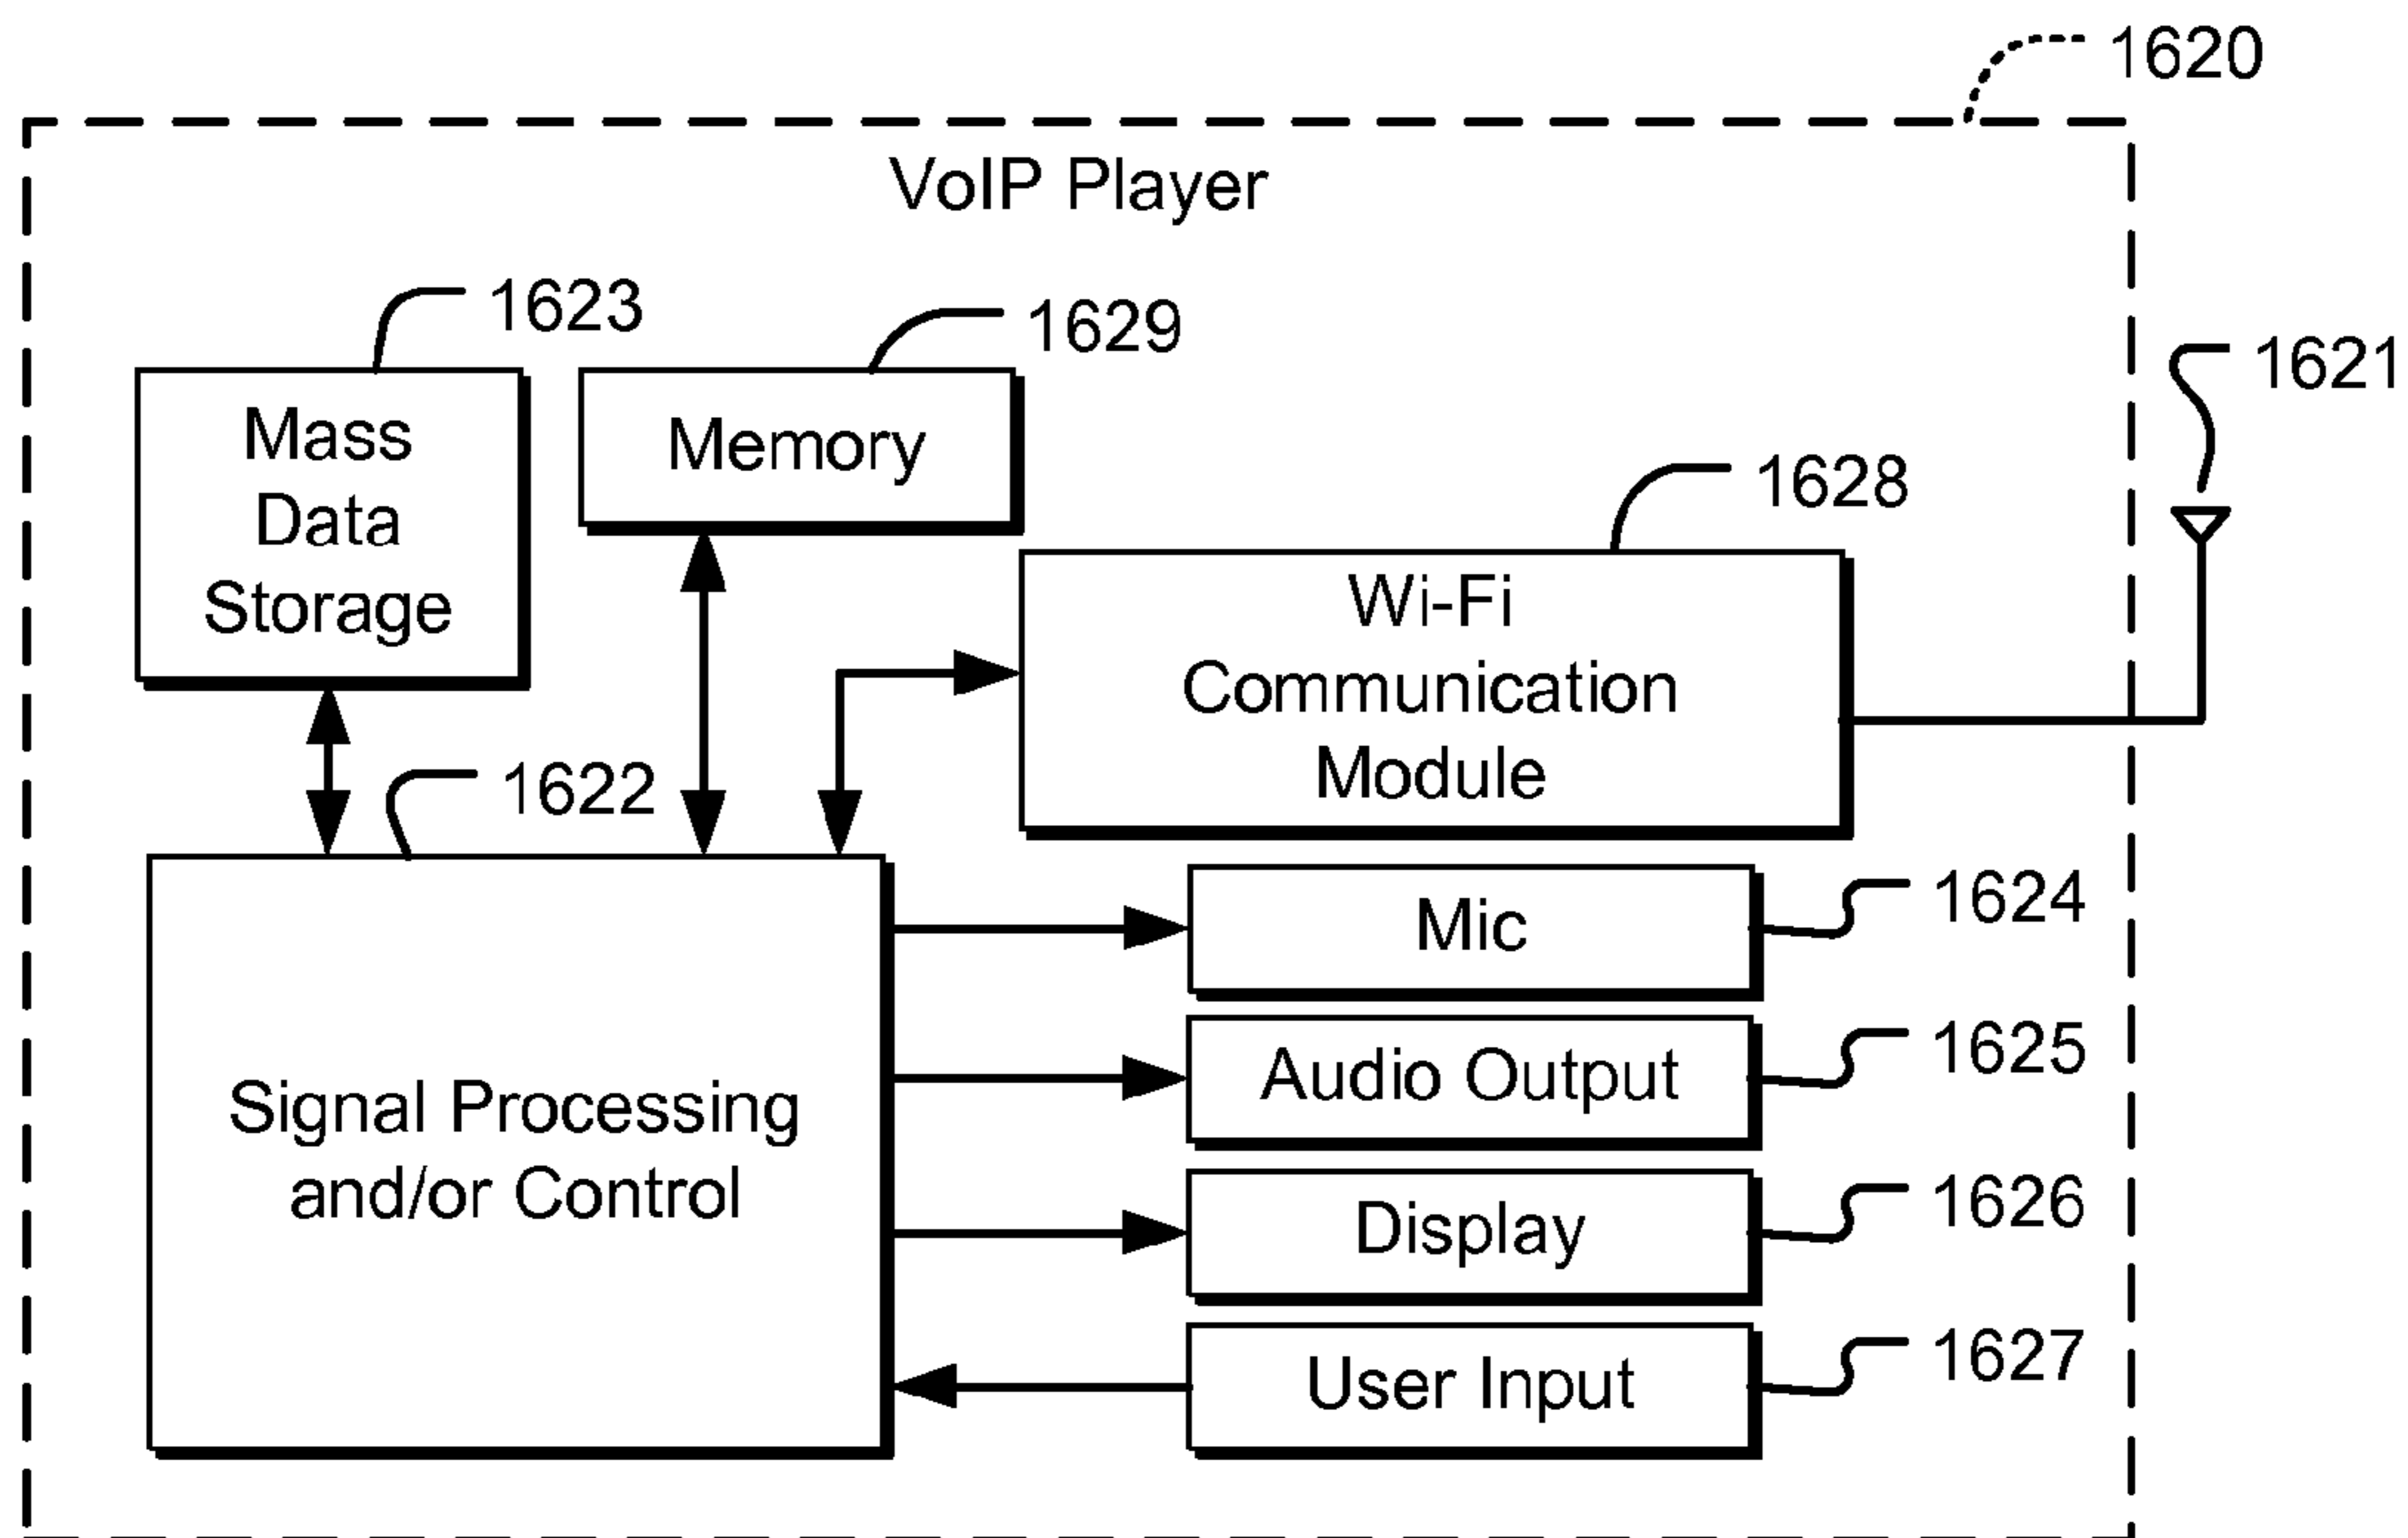 1620
VoIP Player
1623
1629
1621
Mass
Data
Storage
Memory
1628
Wi-Fi
Communication
Module
1622
Signal Processing
and/or Control
Mic
1624
Audio Output
1625
Display
1626
User Input
1627